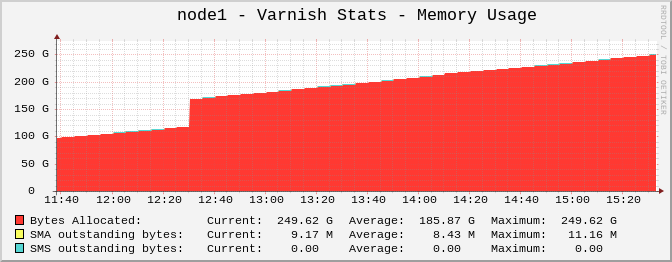 node1 - Varnish Stats - Memory Usage
RRDTOOL / TOBI OETIKER
250 G
200 G
150 G
100 G
50 G
0
11:40 12:00 12:20 12:40 13:00 13:20 13:40 14:00 14:20 14:40 15:00 15:20
Bytes Allocated: Current: 249.62 G Average: 185.87 G Maximum: 249.62 G
SMA outstanding bytes: Current: 9.17 M Average: 8.43 M Maximum: 11.16 M
SMS outstanding bytes: Current: 0.00 Average: 0.00 Maximum: 0.00